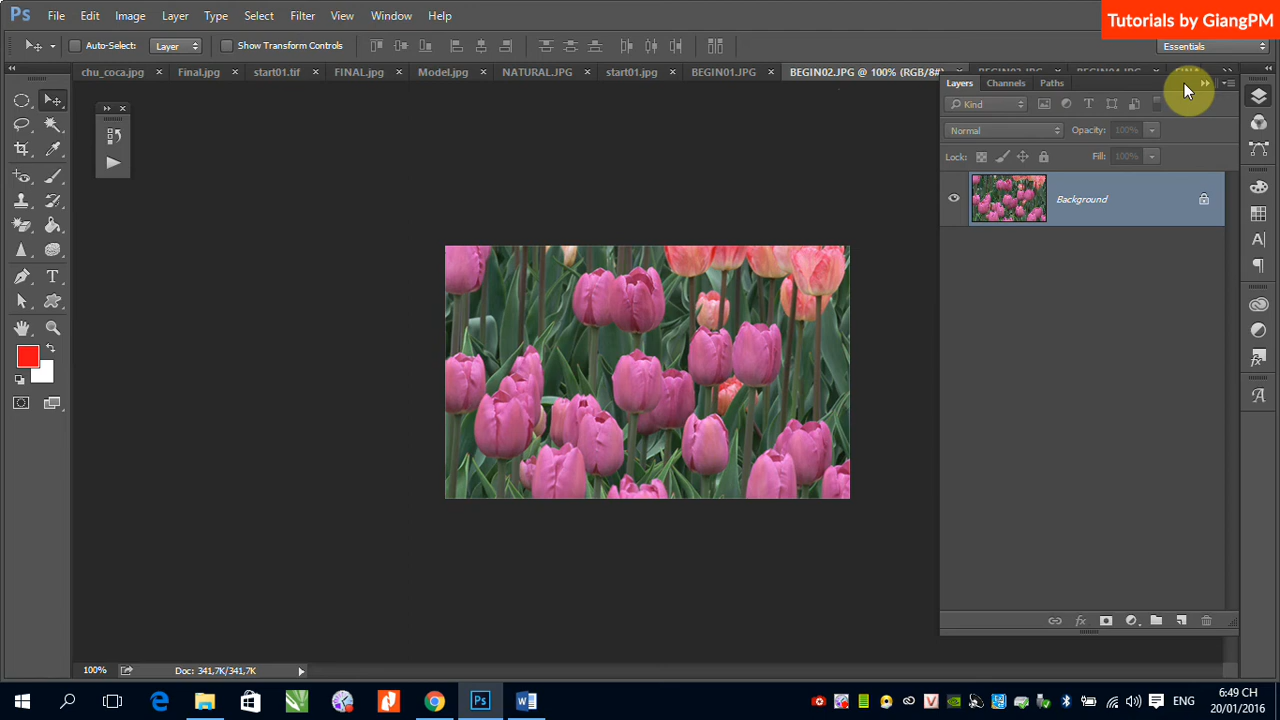 Ps File Edit Image Layer Type Select Filter View Window Help
Tutorials by GiangPM
Auto-Select: Layer Show Transform Controls
Essentials
chu_coca.jpg Final.jpg start01.tif FINAL.jpg Model.jpg NATURAL.JPG start01.jpg BEGIN01.JPG BEGIN02.JPG @ 100% (RGB/8#)
Layers Channels Paths
Kind
Normal Opacity: 100%
Lock: Fill: 100%
Background
100% Doc: 341,7K/341,7K
ENG
6:49 CH
20/01/2016